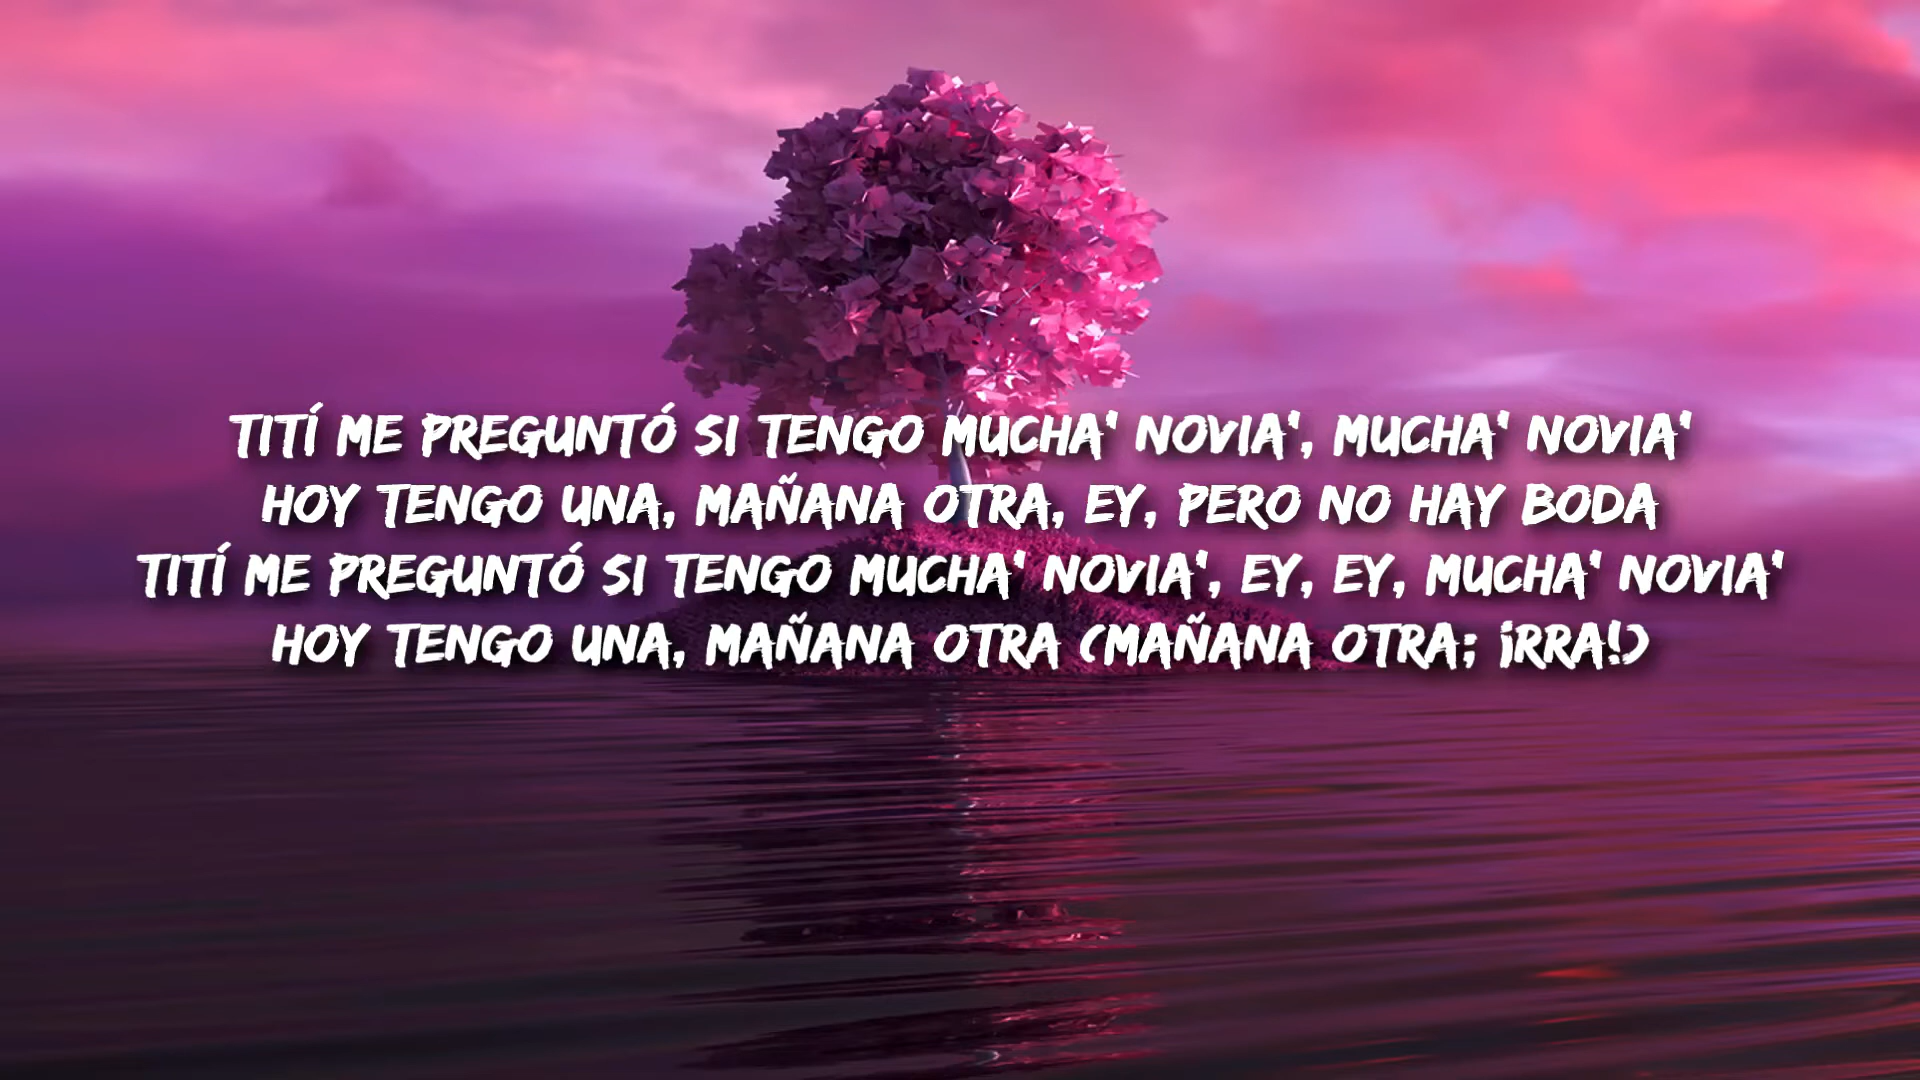 TITÍ ME PREGUNTÓ SI TENGO MUCHA' NOVIA', MUCHA' NOVIA'
HOY TENGO UNA, MAÑANA OTRA, EY, PERO NO HAY BODA
TITÍ ME PREGUNTÓ SI TENGO MUCHA' NOVIA', EY, EY, MUCHA' NOVIA'
HOY TENGO UNA, MAÑANA OTRA (MAÑANA OTRA; ¡RRA!)